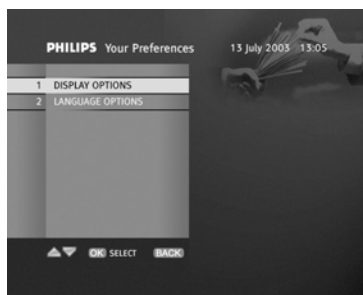 PHILIPS Your Preferences 13 July 2003 13:05
1 DISPLAY OPTIONS
2 LANGUAGE OPTIONS
OK SELECT BACK